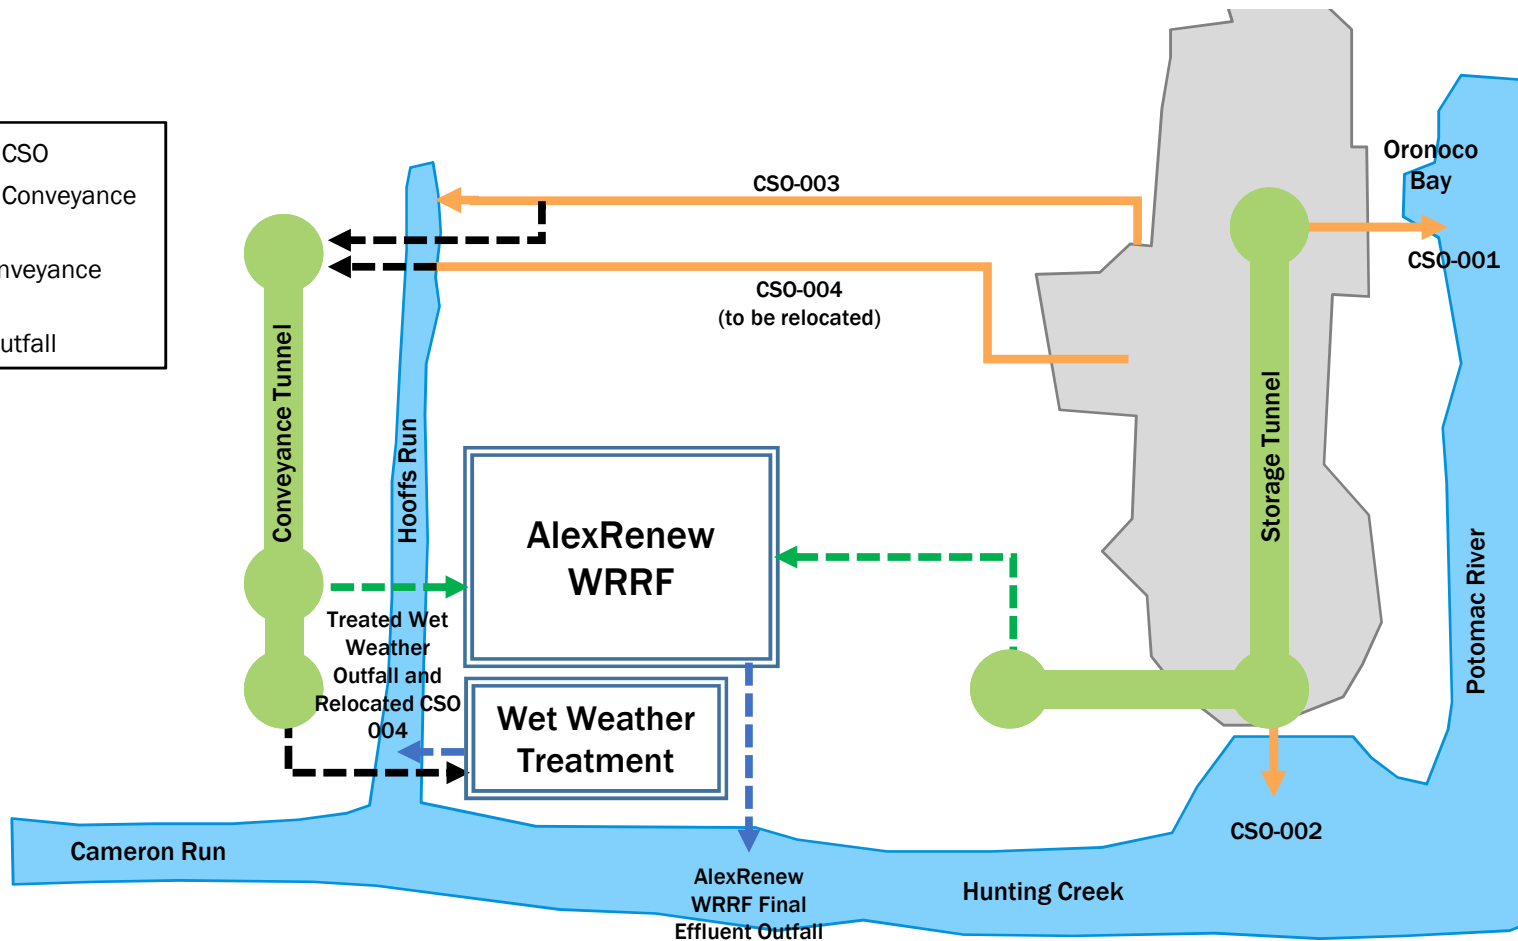 CSO
Conveyance
nveyance
utfall
CSO-003
CSO-004
(to be relocated)
Oronoco
Bay
CSO-001
Conveyance Tunnel
Hooffs Run
Storage Tunnel
Potomac River
AlexRenew
WRRF
Treated Wet
Weather
Outfall and
Relocated CSO
004
Wet Weather
Treatment
CSO-002
Cameron Run
AlexRenew
WRRF Final
Effluent Outfall
Hunting Creek